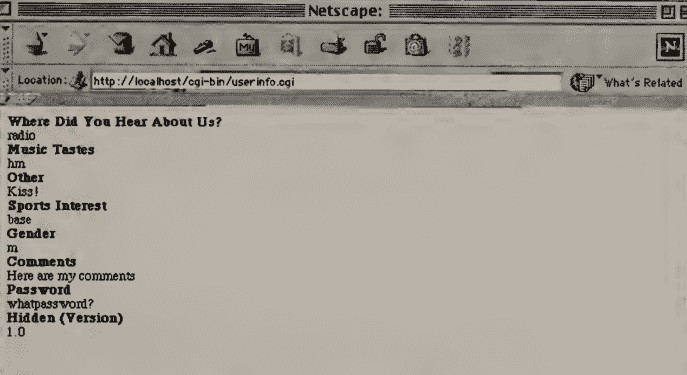 Netscape:
My
N
Location: http://localhost/cgi-bin/userinfo.cgi What's Related
Where Did You Hear About Us?
radio
Music Tastes
hm
Other
Kiss!
Sports Interest
base
Gender
m
Comments
Here are my comments
Password
whatpassword?
Hidden (Version)
1.0